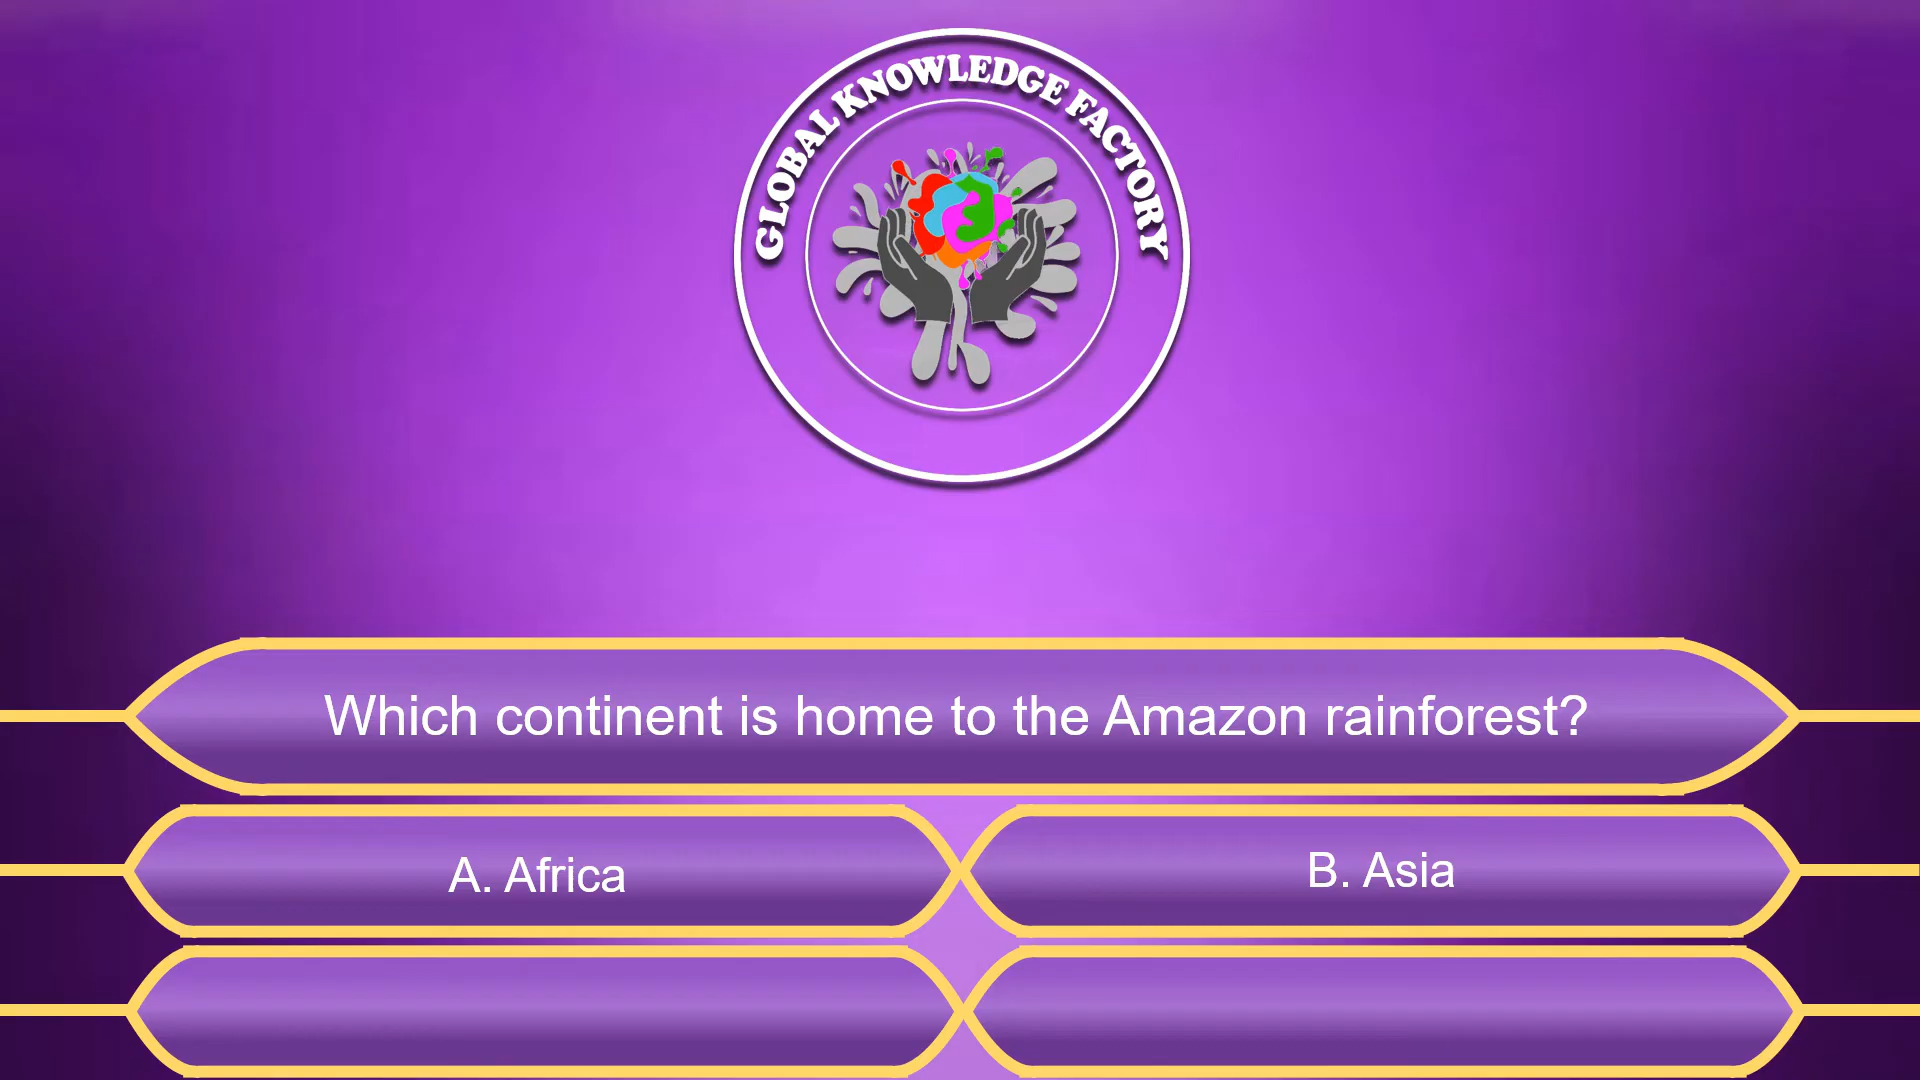 GLOBAL KNOWLEDGE FACTORY
Which continent is home to the Amazon rainforest?
A. Africa
B. Asia